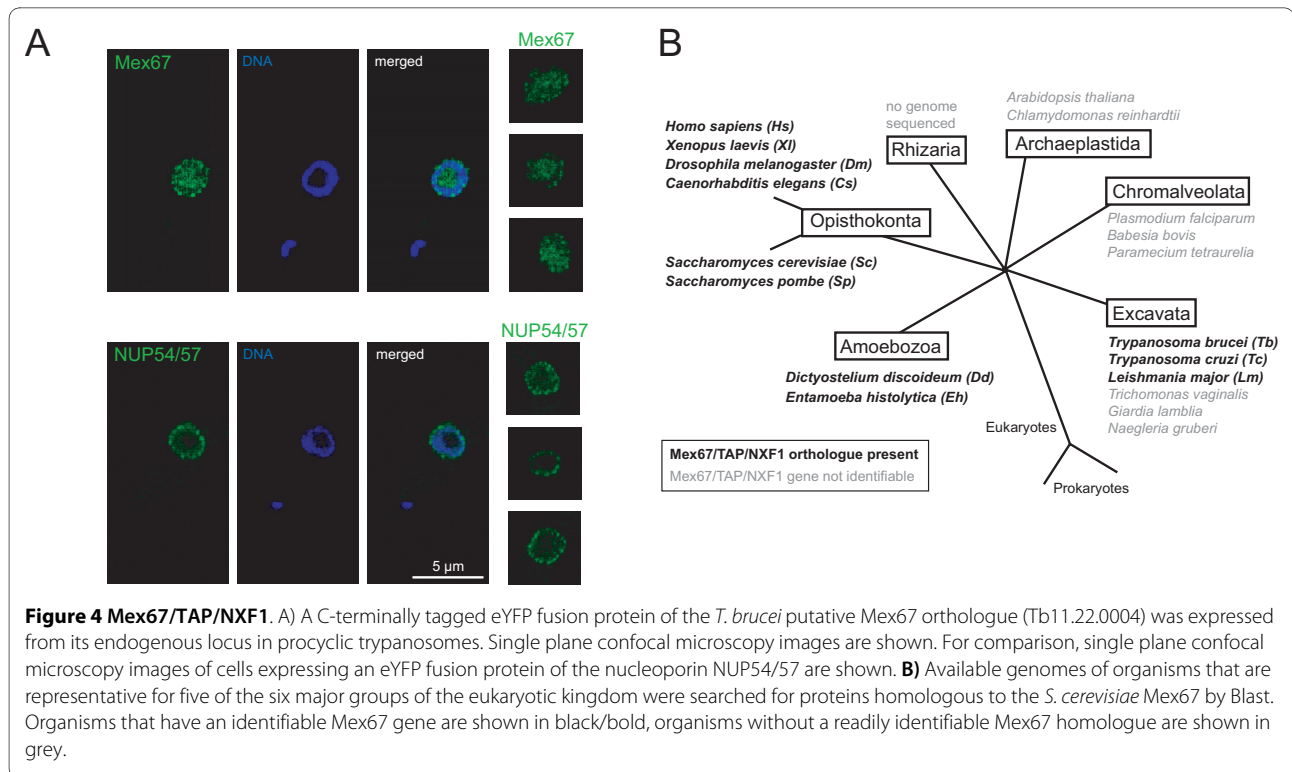 A
Mex67
DNA
merged
Mex67
NUP54/57
DNA
merged
5 µm
NUP54/57
B
Homo sapiens (Hs)
Xenopus laevis (Xl)
Drosophila melanogaster (Dm)
Caenorhabditis elegans (Cs)
Opisthokonta
Saccharomyces cerevisiae (Sc)
Saccharomyces pombe (Sp)
no genome
sequenced
Rhizaria
Arabidopsis thaliana
Chlamydomonas reinhardtii
Archaeplastida
Chromalveolata
Plasmodium falciparum
Babesia bovis
Paramecium tetraurelia
Excavata
Trypanosoma brucei (Tb)
Trypanosoma cruzi (Tc)
Leishmania major (Lm)
Trichomonas vaginalis
Giardia lamblia
Naegleria gruberi
Amoebozoa
Dictyostelium discoideum (Dd)
Entamoeba histolytica (Eh)
Eukaryotes
Prokaryotes
Mex67/TAP/NXF1 orthologue present
Mex67/TAP/NXF1 gene not identifiable
Figure 4 Mex67/TAP/NXF1. A) A C-terminally tagged eYFP fusion protein of the T. brucei putative Mex67 orthologue (Tb11.22.0004) was expressed
from its endogenous locus in procyclic trypanosomes. Single plane confocal microscopy images are shown. For comparison, single plane confocal
microscopy images of cells expressing an eYFP fusion protein of the nucleoporin NUP54/57 are shown. B) Available genomes of organisms that are
representative for five of the six major groups of the eukaryotic kingdom were searched for proteins homologous to the S. cerevisiae Mex67 by Blast.
Organisms that have an identifiable Mex67 gene are shown in black/bold, organisms without a readily identifiable Mex67 homologue are shown in
grey.